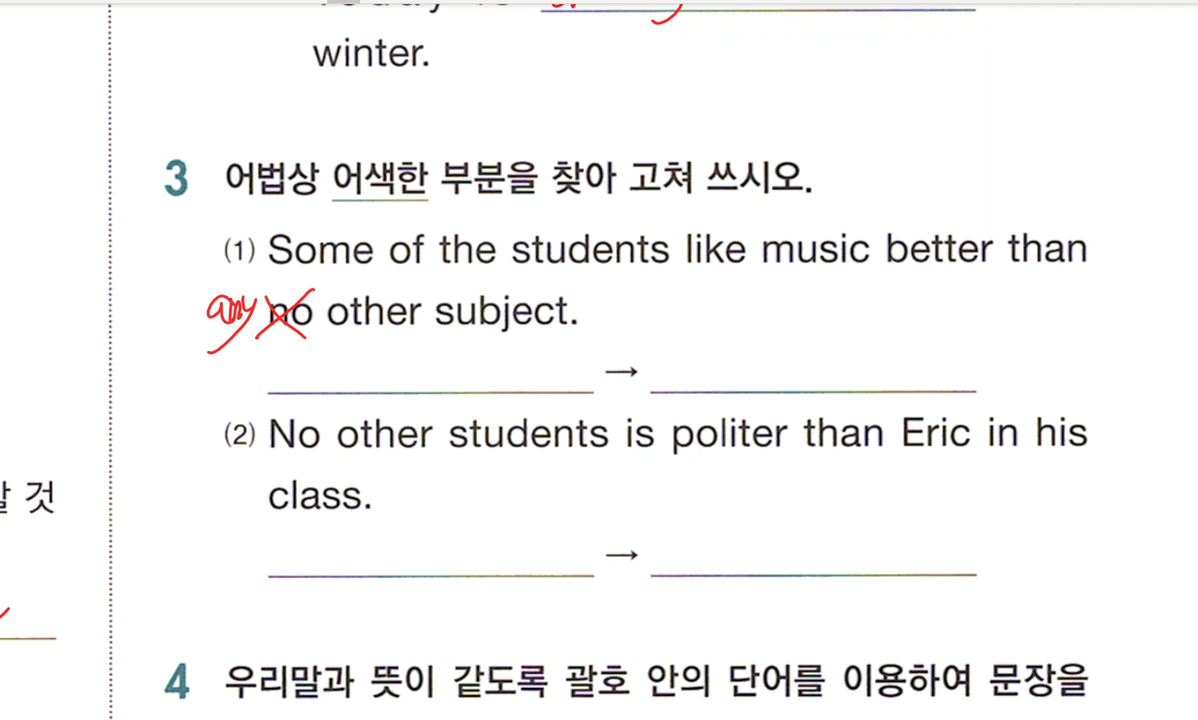 winter.
3 어법상 어색한 부분을 찾아 고쳐 쓰시오.
(1) Some of the students like music better than
any no other subject.
→
(2) No other students is politer than Eric in his
class.
→
것
4 우리말과 뜻이 같도록 괄호 안의 단어를 이용하여 문장을